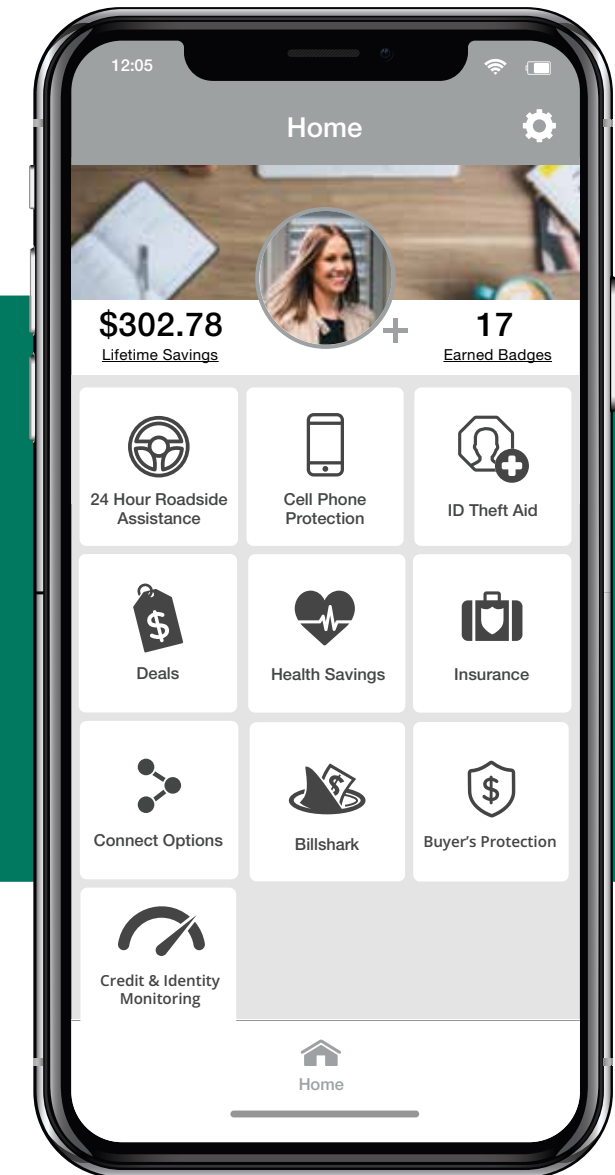 12:05
Home
$302.78
Lifetime Savings
17
Earned Badges
24 Hour Roadside
Assistance
Cell Phone
Protection
ID Theft Aid
$
Deals
Health Savings
Insurance
Connect Options
$
Billshark
$
Buyer's Protection
Credit & Identity
Monitoring
Home